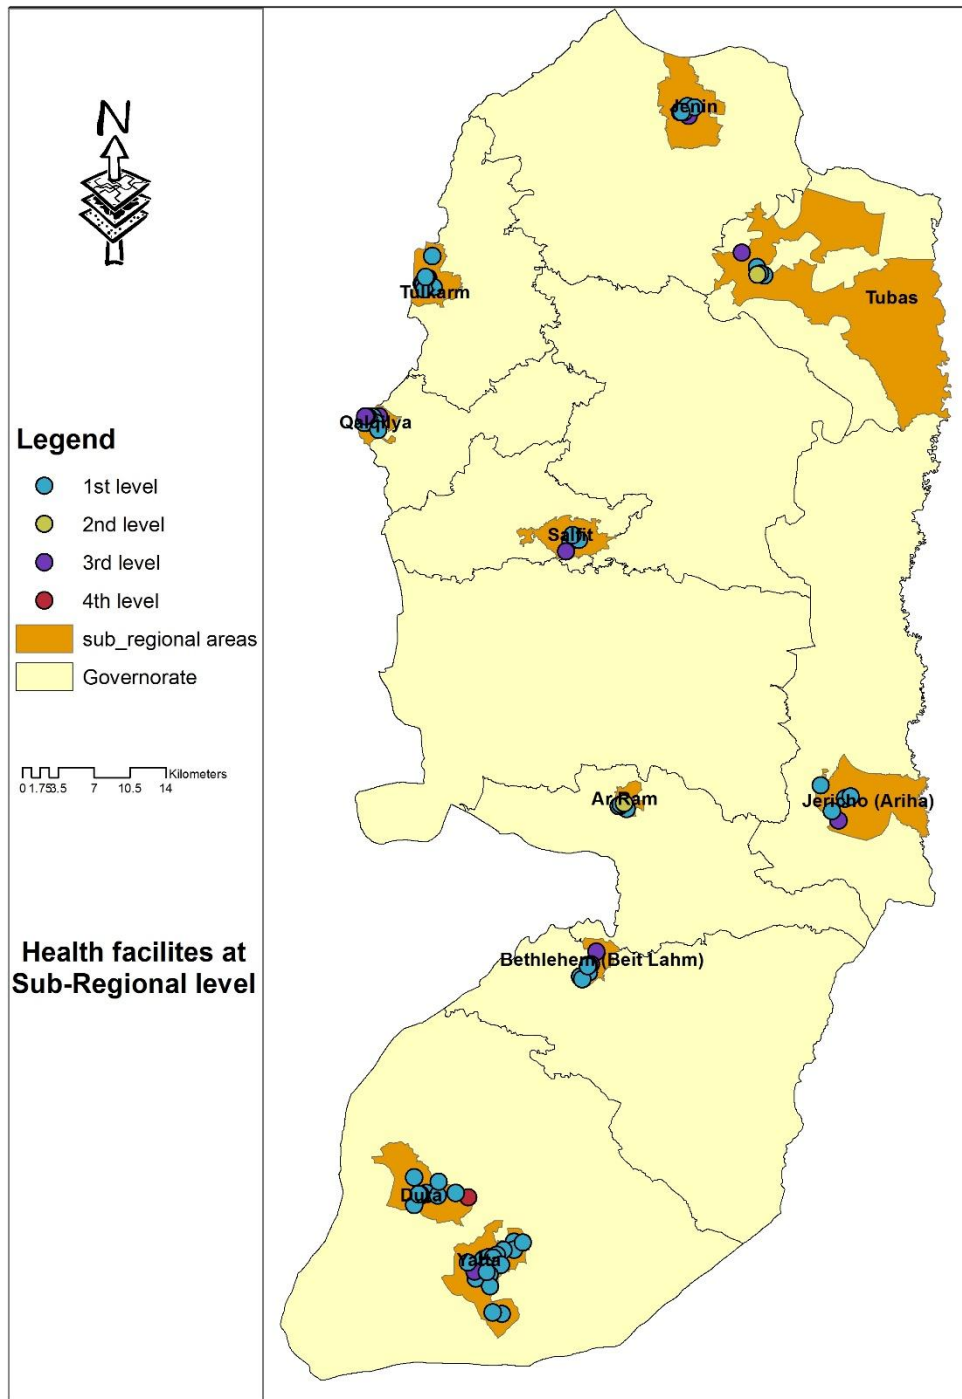 N
Legend
1st level
2nd level
3rd level
4th level
sub_regional areas
Governorate
Kilometers
0 1.75 3.5 7 10.5 14
Health facilites at
Sub-Regional level
Jenin
Tubas
Tulkarm
Qalqilya
Salfit
Ar Ram
Jericho (Ariha)
Bethlehem (Beit Lahm)
Dura
Yatta